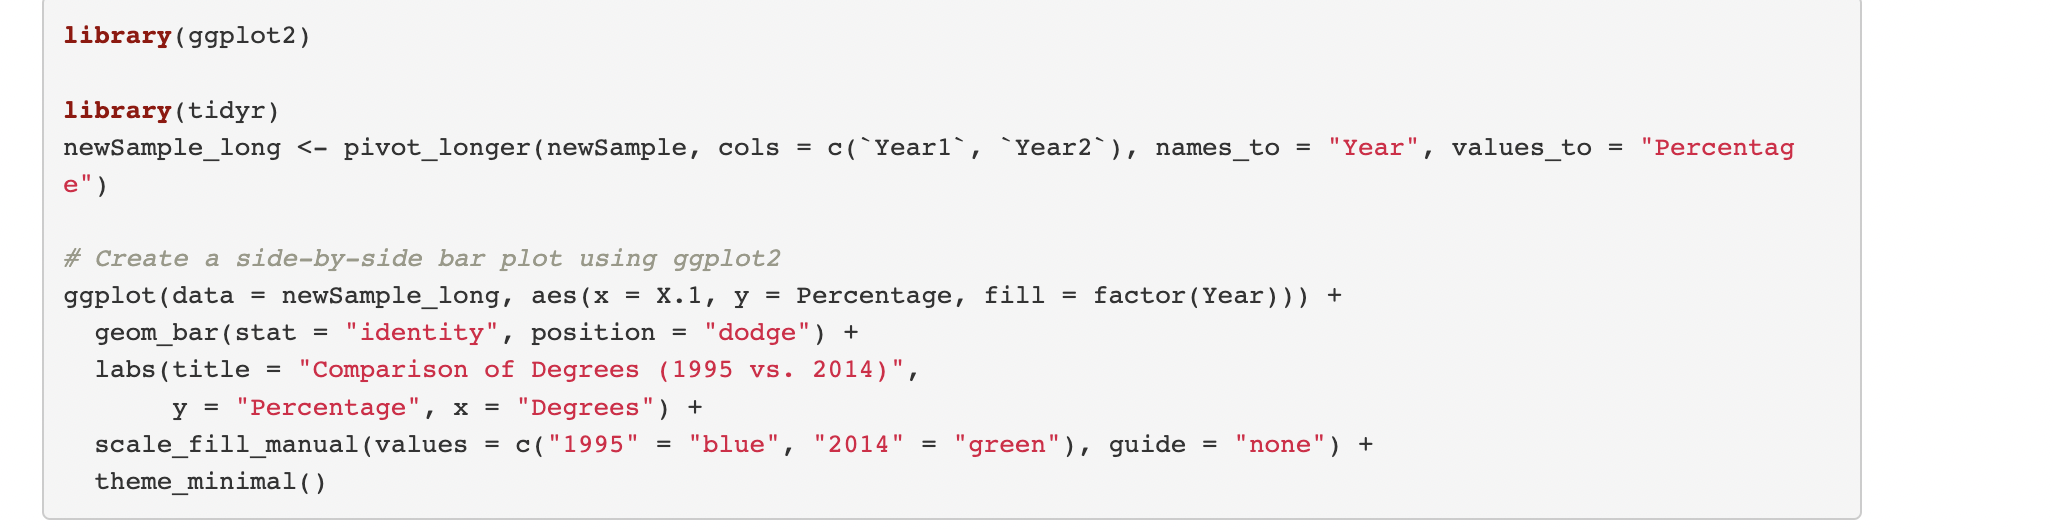 library(ggplot2)
library(tidyr)
newSample_long <- pivot_longer(newSample, cols = c(`Year1`, `Year2`), names_to = "Year", values_to = "Percentag
e")
# Create a side-by-side bar plot using ggplot2
ggplot(data = newSample_long, aes(x = X.1, y = Percentage, fill = factor(Year))) +
  geom_bar(stat = "identity", position = "dodge") +
  labs(title = "Comparison of Degrees (1995 vs. 2014)",
       y = "Percentage", x = "Degrees") +
  scale_fill_manual(values = c("1995" = "blue", "2014" = "green"), guide = "none") +
  theme_minimal()